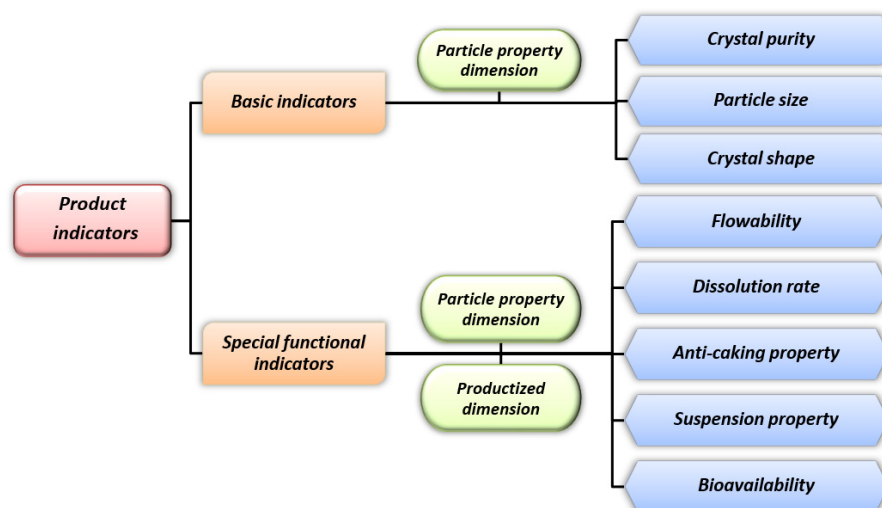 Product
indicators
Basic indicators
Particle property
dimension
Crystal purity
Particle size
Crystal shape
Special functional
indicators
Particle property
dimension
Productized
dimension
Flowability
Dissolution rate
Anti-caking property
Suspension property
Bioavailability